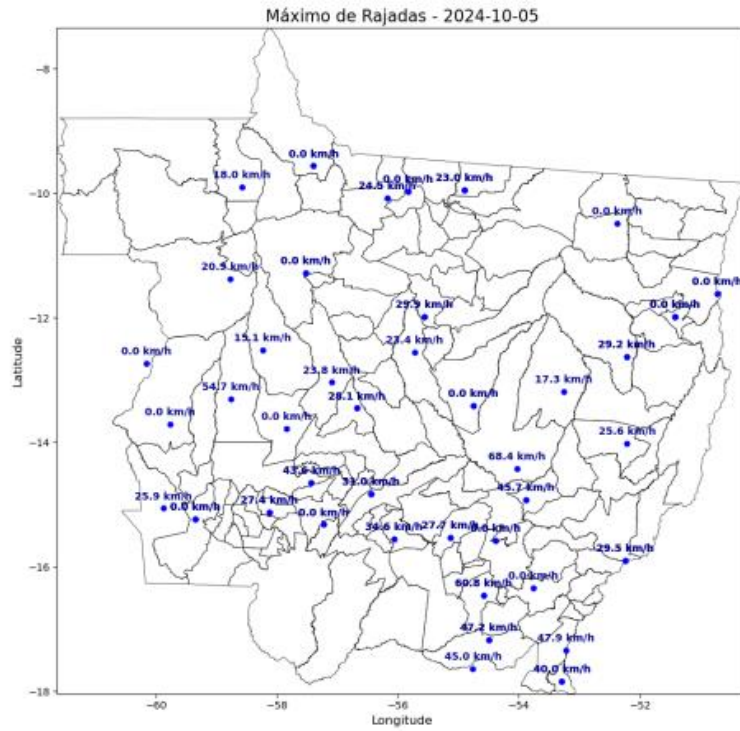 Máximo de Rajadas - 2024-10-05
Latitude
−8
−10
−12
−14
−16
−18
0.0 km/h
18.0 km/h
0.0 km/h
23.0 km/h
24.5 km/h
0.0 km/h
20.9 km/h
0.0 km/h
0.0 km/h
29.9 km/h
0.0 km/h
15.1 km/h
23.4 km/h
29.2 km/h
0.0 km/h
23.8 km/h
17.3 km/h
54.7 km/h
28.1 km/h
0.0 km/h
0.0 km/h
0.0 km/h
25.6 km/h
68.4 km/h
43.6 km/h
31.0 km/h
45.7 km/h
25.9 km/h
0.0 km/h
27.4 km/h
0.0 km/h
34.6 km/h
27.7 km/h
29.5 km/h
60.8 km/h
0.0 km/h
47.2 km/h
47.9 km/h
45.0 km/h
40.0 km/h
−60
−58
−56
−54
−52
Longitude